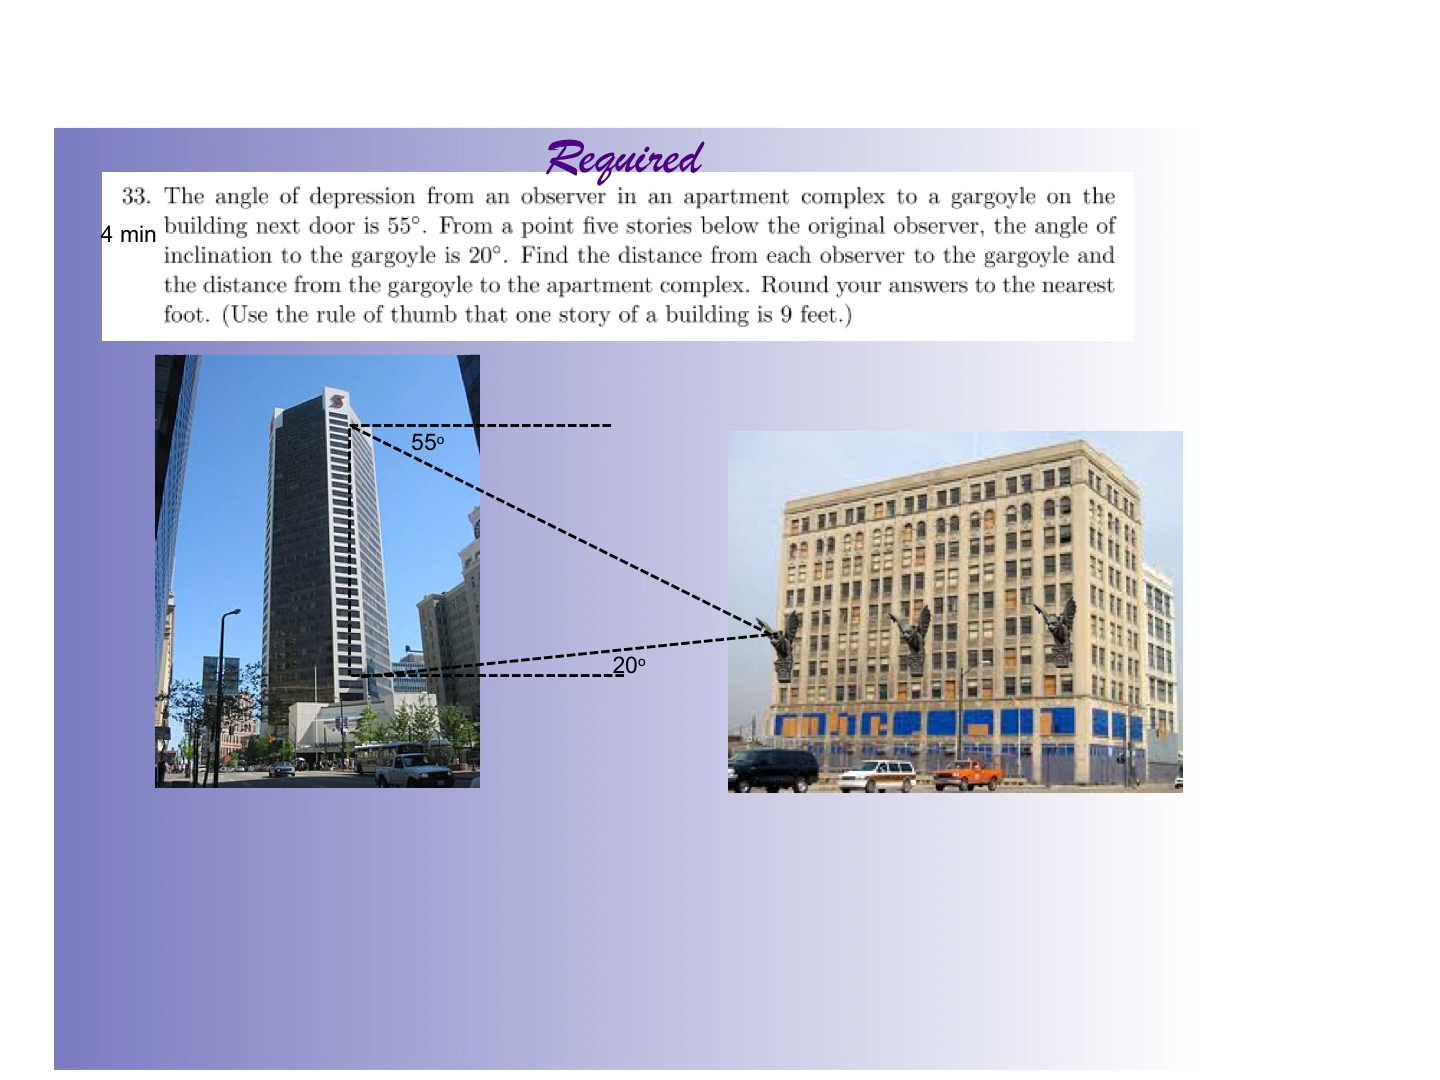 Required
33. The angle of depression from an observer in an apartment complex to a gargoyle on the
4 min
building next door is 55°. From a point five stories below the original observer, the angle of
inclination to the gargoyle is 20°. Find the distance from each observer to the gargoyle and
the distance from the gargoyle to the apartment complex. Round your answers to the nearest
foot. (Use the rule of thumb that one story of a building is 9 feet.)
55º
20º